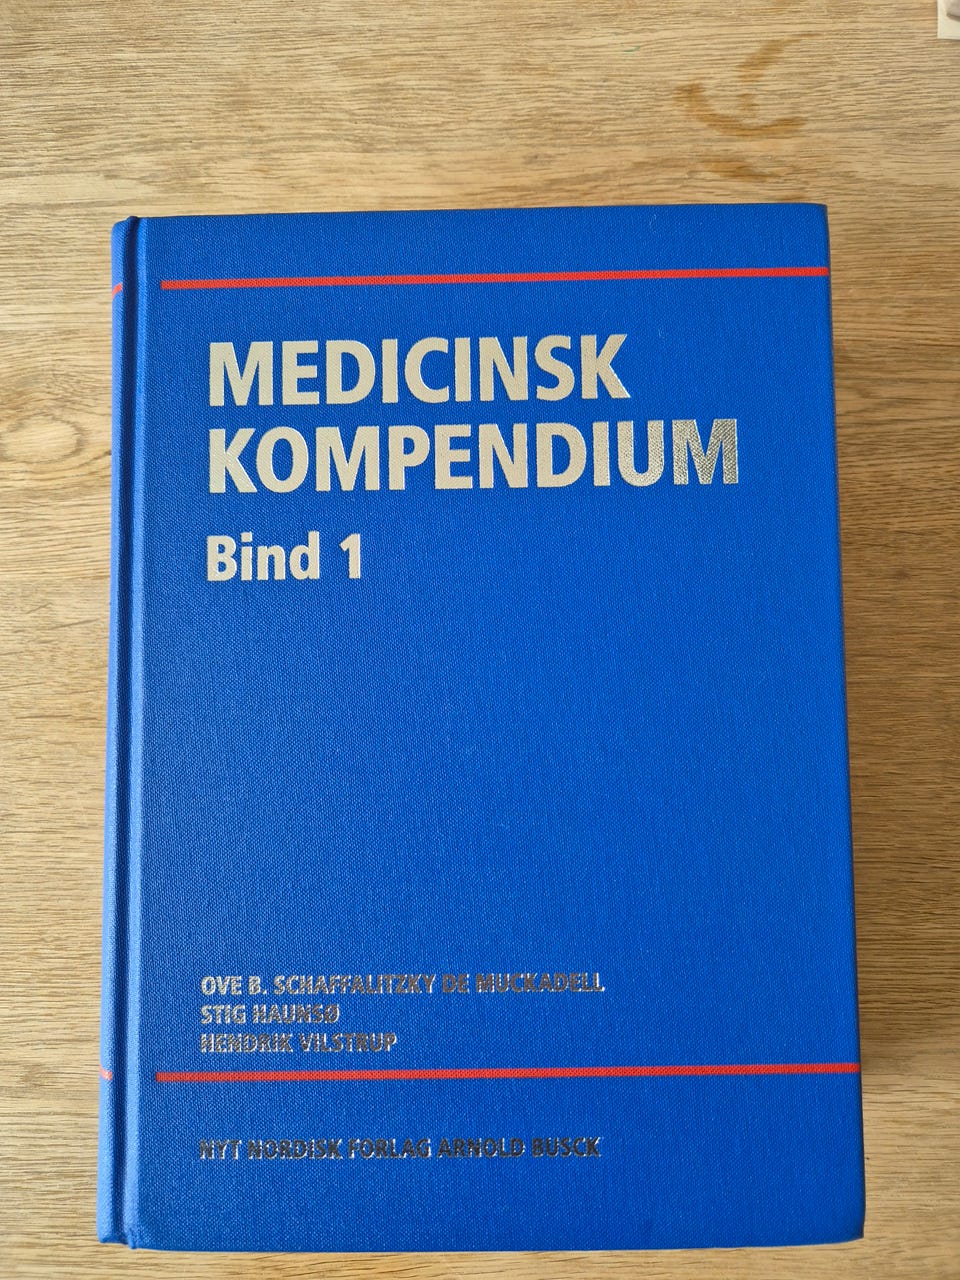 MEDICINSK
KOMPENDIUM
Bind 1
OVE B. SCHAFFALITZKY DE MUCKADELL
STIG HAUNSØ
HENDRIK VILSTRUP
NYT NORDISK FORLAG ARNOLD BUSCK